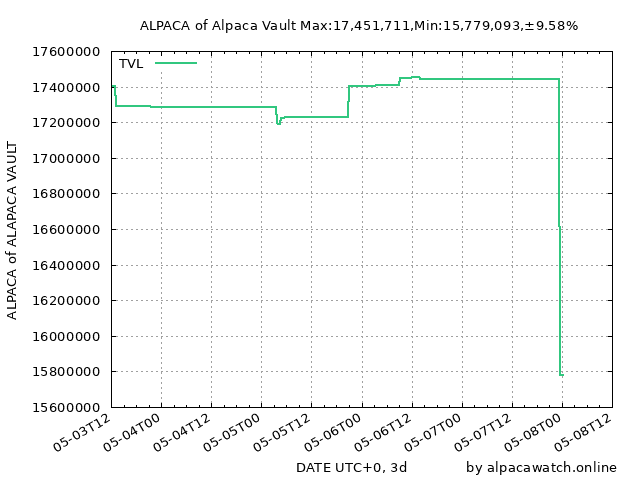 ALPACA of Alpaca Vault Max:17,451,711,Min:15,779,093,±9.58%
TVL
ALPACA of ALAPACA VAULT
17600000
17400000
17200000
17000000
16800000
16600000
16400000
16200000
16000000
15800000
15600000
05-03T12
05-04T00
05-04T12
05-05T00
05-05T12
05-06T00
05-06T12
05-07T00
05-07T12
05-08T00
05-08T12
DATE UTC+0, 3d
by alpacawatch.online